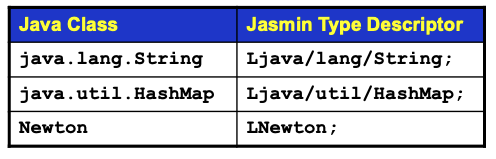 Java Class Jasmin Type Descriptor
java.lang.String Ljava/lang/String;
java.util.HashMap Ljava/util/HashMap;
Newton LNewton;